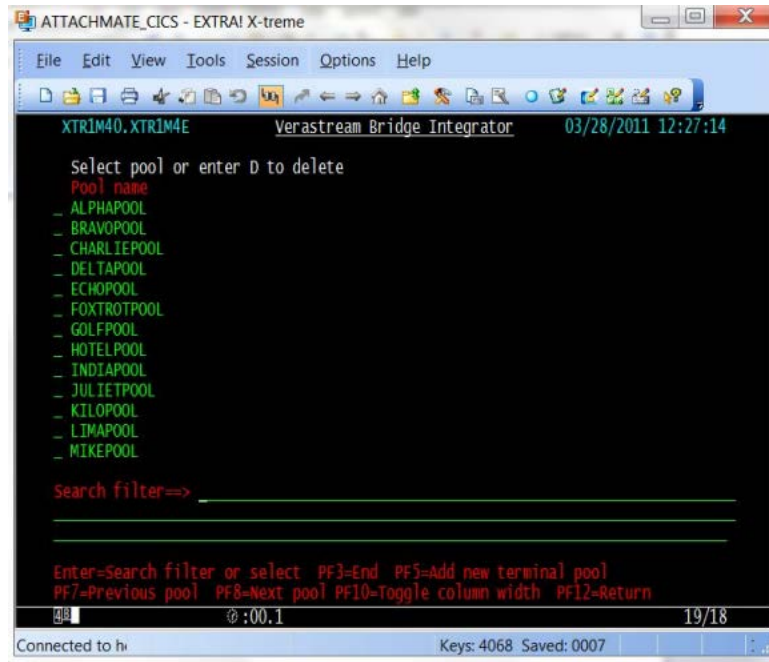 ATTACHMATE_CICS - EXTRA! X-treme
File Edit View Tools Session Options Help
XTR1M40.XTR1M4E Verastream Bridge Integrator 03/28/2011 12:27:14
Select pool or enter D to delete
Pool name
_ ALPHAPOOL
_ BRAVOPOOL
_ CHARLIEPOOL
_ DELTAPOOL
_ ECHOPOOL
_ FOXTROTPOOL
_ GOLFPOOL
_ HOTELPOOL
_ INDIAPOOL
_ JULIETPOOL
_ KILOPOOL
_ LIMAPOOL
_ MIKEPOOL
Search filter==> _
Enter=Search filter or select PF3=End PF5=Add new terminal pool
PF7=Previous pool PF8=Next pool PF10=Toggle column width PF12=Return
:00.1 19/18
Connected to Keys: 4068 Saved: 0007